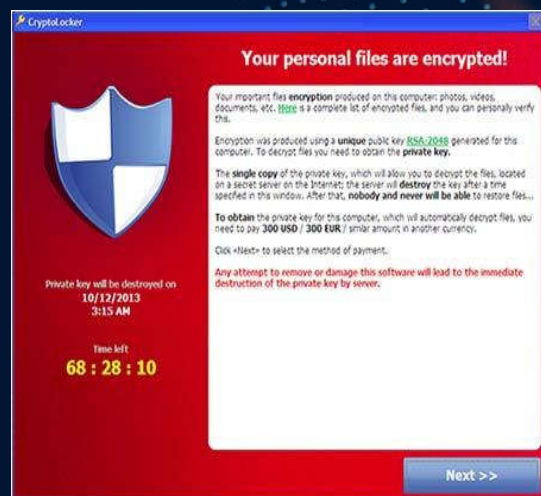 CryptoLocker
Your personal files are encrypted!
Your important files encryption produced on this computer: photos, videos,
documents, etc. Here is a complete list of encrypted files, and you can personally verify
this.
Encryption was produced using a unique public key RSA-2048 generated for this
computer. To decrypt files you need to obtain the private key.
The single copy of the private key, which will allow you to decrypt the files, located
on a secret server on the Internet; the server will destroy the key after a time
specified in this window. After that, nobody and never will be able to restore files...
To obtain the private key for this computer, which will automatically decrypt files, you
need to pay 300 USD / 300 EUR / similar amount in another currency.
Click «Next» to select the method of payment.
Any attempt to remove or damage this software will lead to the immediate
destruction of the private key by server.
Private key will be destroyed on
10/12/2013
3:15 AM
Time left
68 : 28 : 10
Next >>